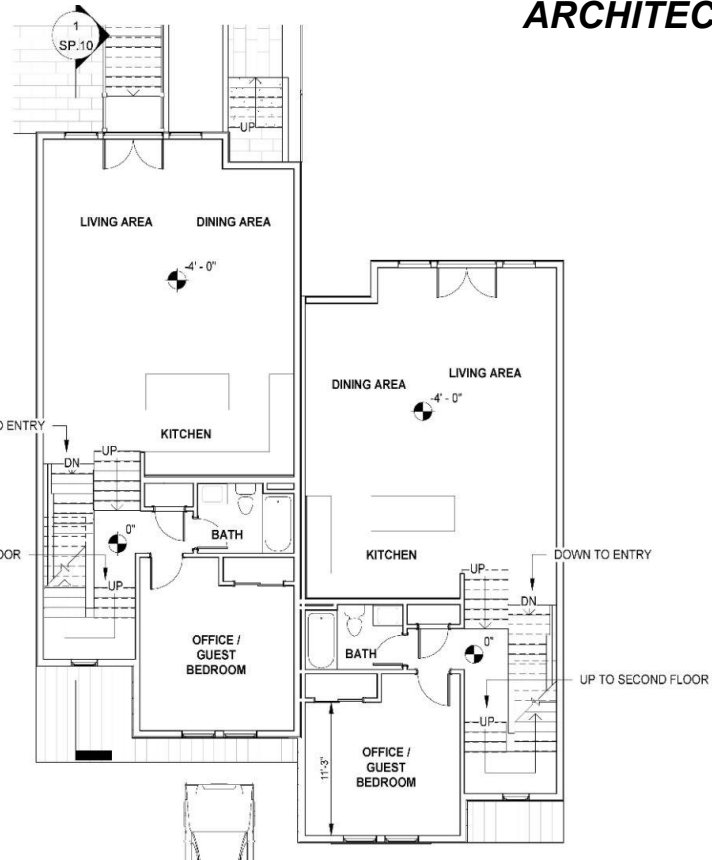 ARCHITEC
1
SP.10
UP
LIVING AREA
DINING AREA
-4' - 0"
KITCHEN
ENTRY
UP
DN
0"
BATH
OOR
UP
OFFICE /
GUEST
BEDROOM
DINING AREA
LIVING AREA
-4' - 0"
KITCHEN
DOWN TO ENTRY
UP
DN
BATH
0"
UP TO SECOND FLOOR
UP
OFFICE /
GUEST
BEDROOM
11'-3"